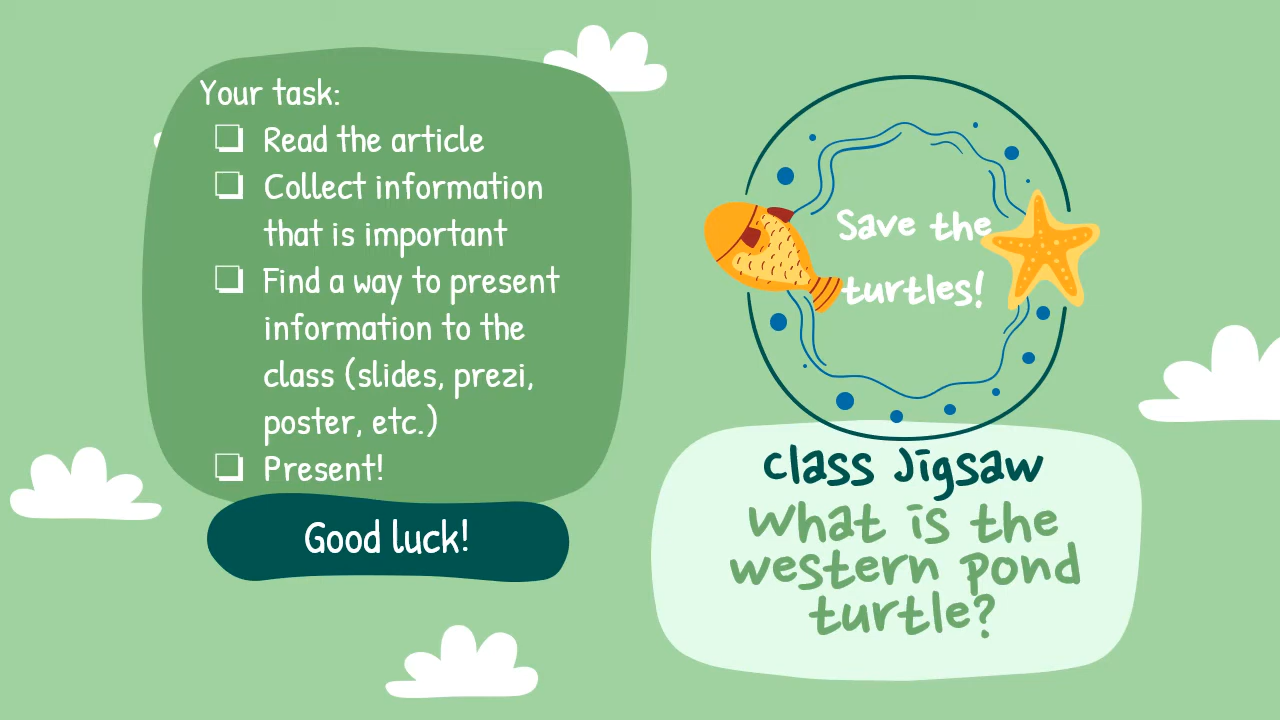 Your task:
❏ Read the article
❏ Collect information
that is important
❏ Find a way to present
information to the
class (slides, prezi,
poster, etc.)
❏ Present!
Good luck!
Save the
turtles!
Class Jigsaw
What is the
western pond
turtle?